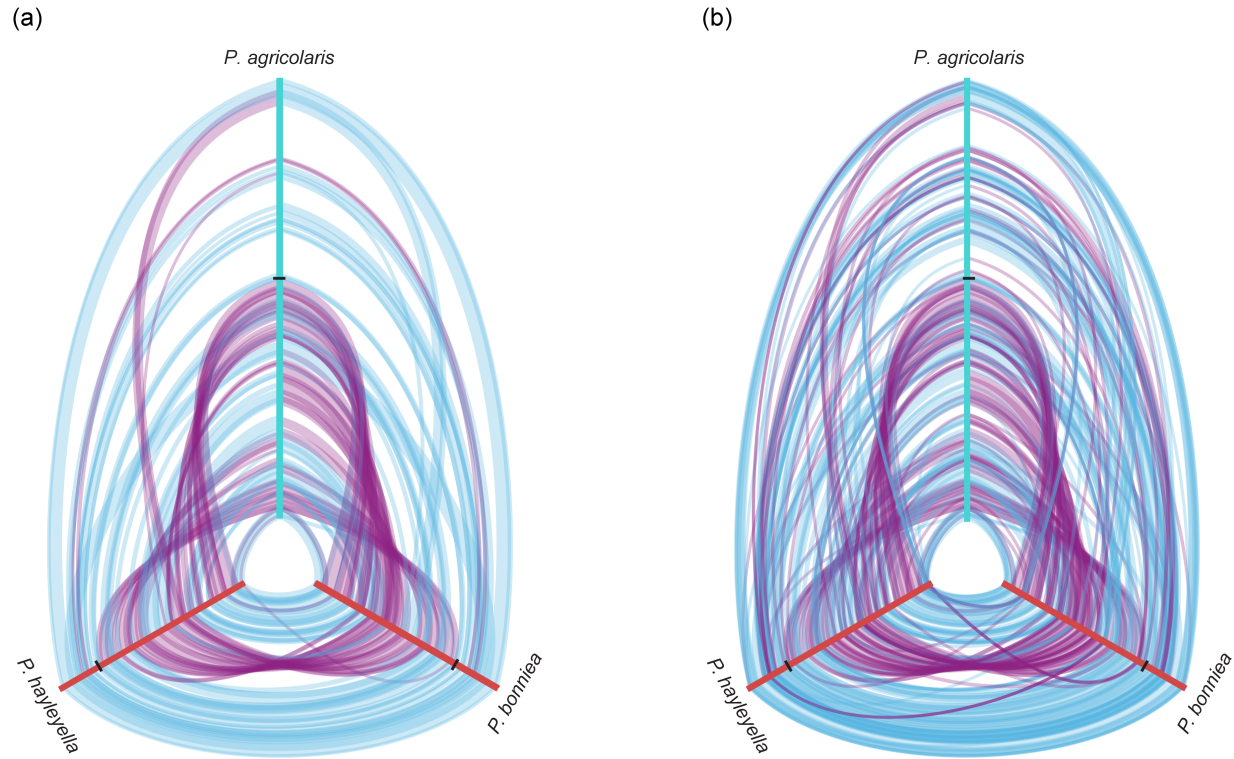 (a)
(b)
P. agricolaris
P. agricolaris
P. hayleyella
P. bonniea
P. hayleyella
P. bonniea